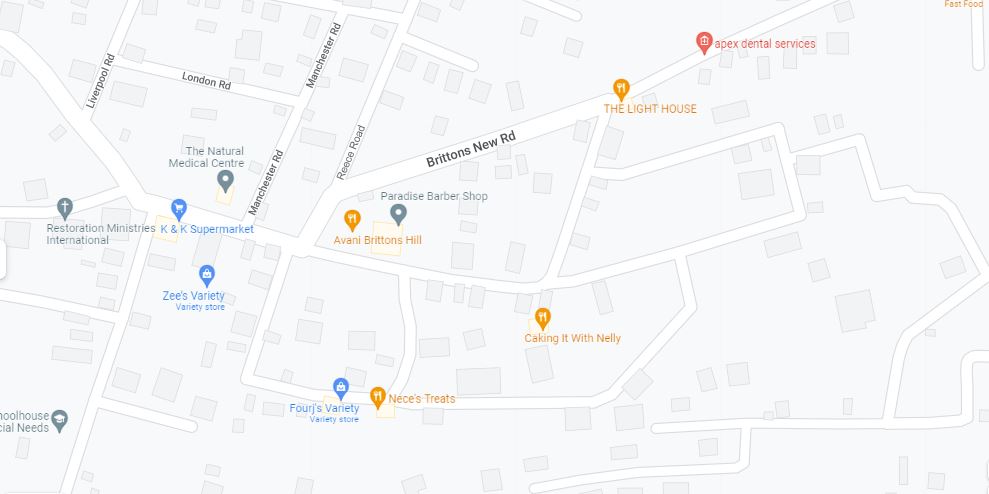 Fast Food
apex dental services
Manchester Rd
Liverpool Rd
London Rd
THE LIGHT HOUSE
Brittons New Rd
Reece Road
The Natural
Medical Centre
Manchester Rd
Paradise Barber Shop
Restoration Ministries
International
K & K Supermarket
Avani Brittons Hill
Zee's Variety
Variety store
Caking It With Nelly
Nece's Treats
Fourj's Variety
Variety store
hoolhouse
cial Needs